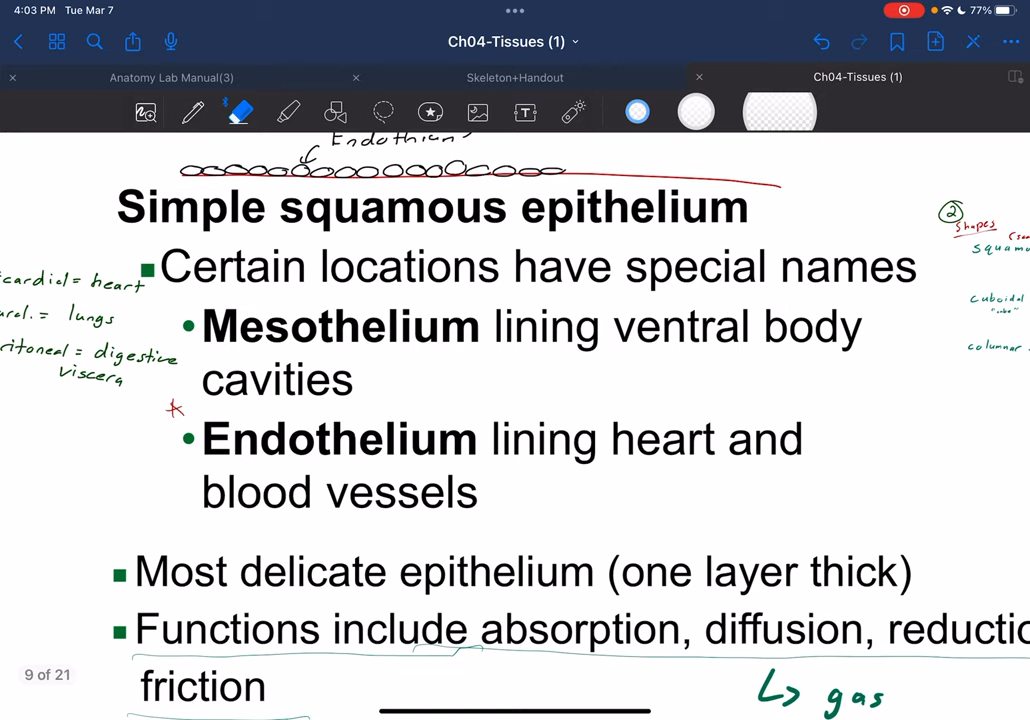 4:03 PM Tue Mar 7
77%
Ch04-Tissues (1)
Anatomy Lab Manual(3)
Skeleton+Handout
Ch04-Tissues (1)
Simple squamous epithelium
2
shapes
squamo
cuboidal
columnar
Certain locations have special names
cardial = heart
= lungs
ritoneal = digestive
viscera
• Mesothelium lining ventral body
cavities
• Endothelium lining heart and
blood vessels
Most delicate epithelium (one layer thick)
Functions include absorption, diffusion, reductio
friction
gas
9 of 21